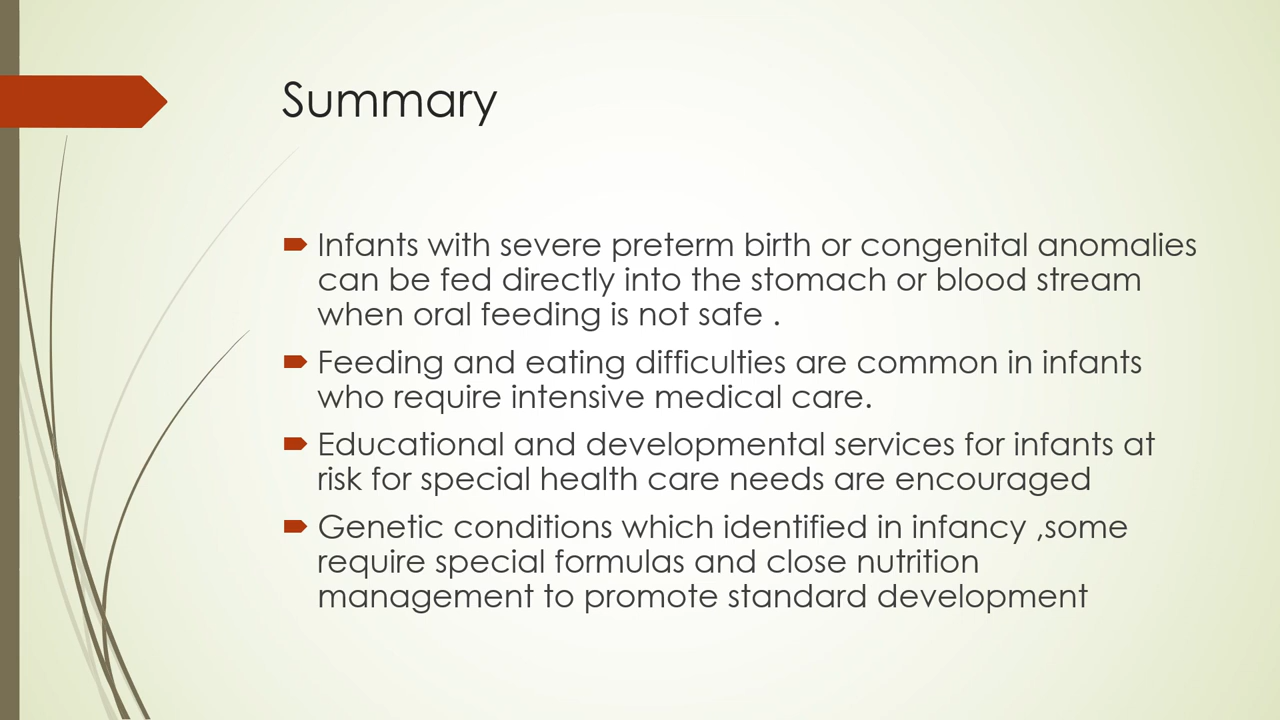 Summary
Infants with severe preterm birth or congenital anomalies
can be fed directly into the stomach or blood stream
when oral feeding is not safe .
Feeding and eating difficulties are common in infants
who require intensive medical care.
Educational and developmental services for infants at
risk for special health care needs are encouraged
Genetic conditions which identified in infancy ,some
require special formulas and close nutrition
management to promote standard development